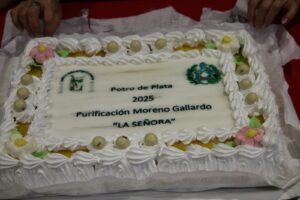 Potro de Plata
2025
Purificación Moreno Gallardo
"LA SEÑORA"